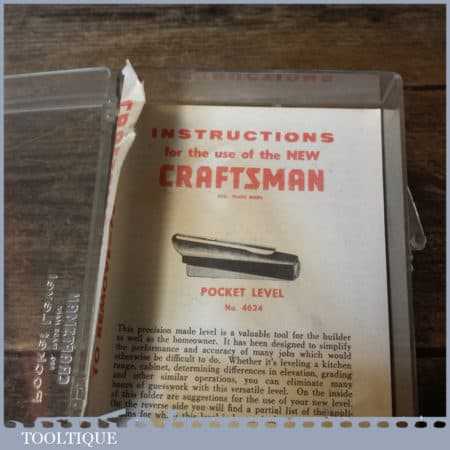 INSTRUCTIONS
for the use of the NEW
CRAFTSMAN
REG. TRADE MARK
POCKET LEVEL
No. 4624
This precision made level is a valuable tool for the builder
as well as the homeowner. It has been designed to simplify
the performance and accuracy of many jobs which would
otherwise be difficult to do. Whether it's leveling a kitchen
range, cabinet, determining differences in elevation, grading
and other similar operations, you can eliminate many
hours of guesswork with this versatile level. On the inside
of this folder are suggestions for the use of your new level.
On the reverse side you will find a partial list of the appli-
POCKET LEVEL
CRAFTSMAN
TOOLTIQUE